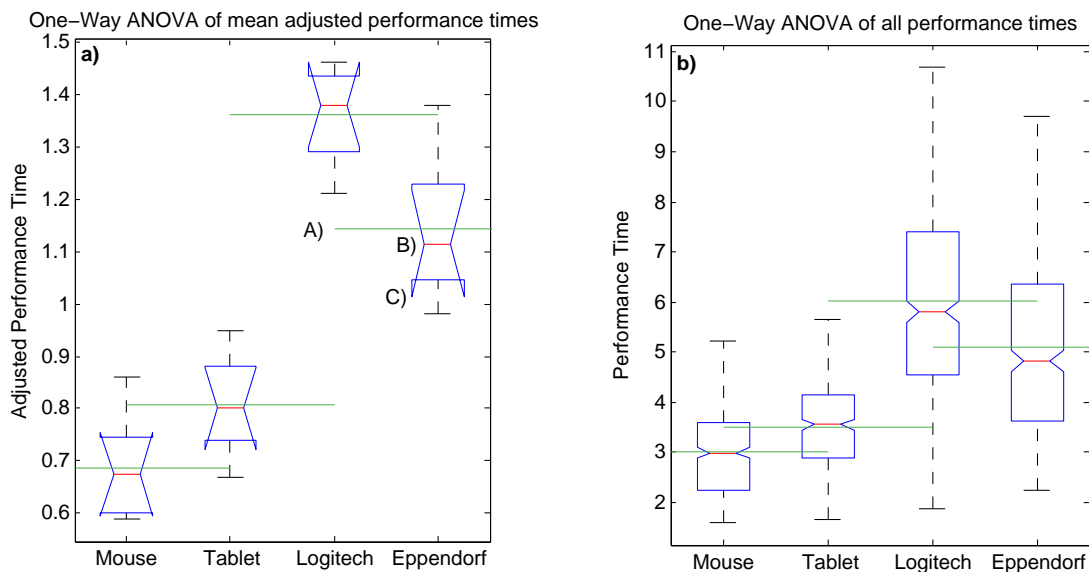 One−Way ANOVA of mean adjusted performance times
a)
Adjusted Performance Time
1.5
1.4
1.3
1.2
1.1
1
0.9
0.8
0.7
0.6
A)
B)
C)
Mouse Tablet Logitech Eppendorf
One−Way ANOVA of all performance times
b)
Performance Time
11
10
9
8
7
6
5
4
3
2
Mouse Tablet Logitech Eppendorf